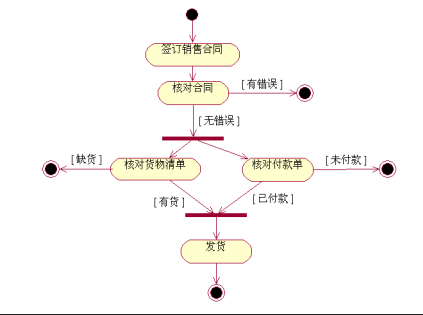 签订销售合同
核对合同
[ 有错误 ]
[ 无错误 ]
[ 缺货 ]
核对货物清单
核对付款单
[ 未付款 ]
[ 有货 ]
[ 已付款 ]
发货